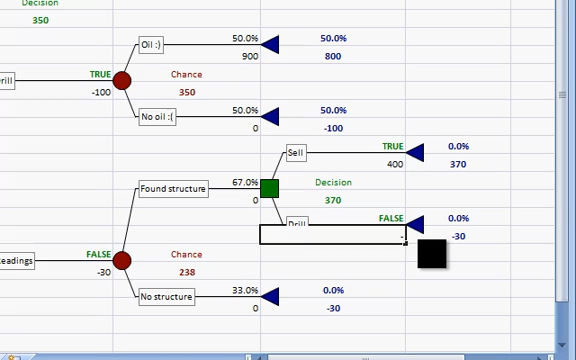 Decision
350
50.0% 50.0%
Oil :)
900 800
TRUE Chance
-100 350
50.0% 50.0%
No oil :(
0 -100
Sell TRUE 0.0%
400 370
67.0% Decision
Found structure
0 370
Drill FALSE 0.0%
- -30
FALSE Chance
-30 238
33.0% 0.0%
No structure
0 -30